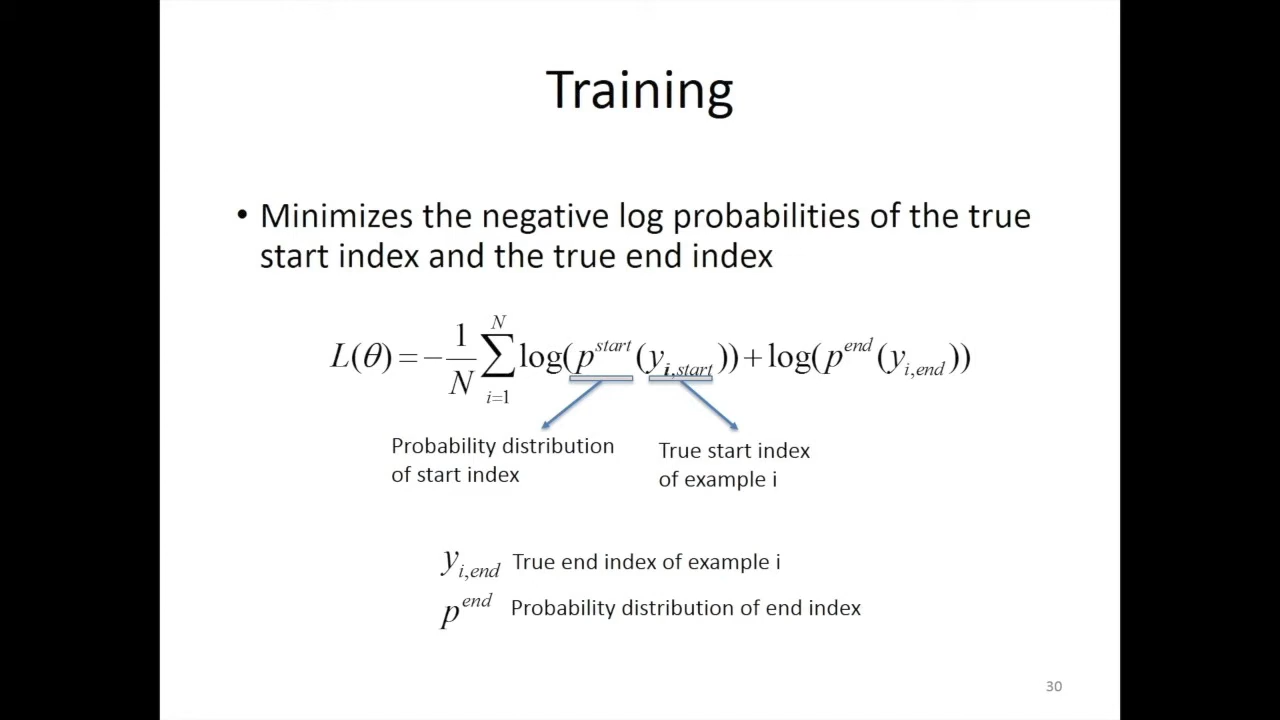 Training
• Minimizes the negative log probabilities of the true
start index and the true end index
L(θ) = − 1/N ∑_{i=1}^{N} log(p^{start}(y_{i,start})) + log(p^{end}(y_{i,end}))
Probability distribution
of start index
True start index
of example i
y_{i,end} True end index of example i
p^{end} Probability distribution of end index
30